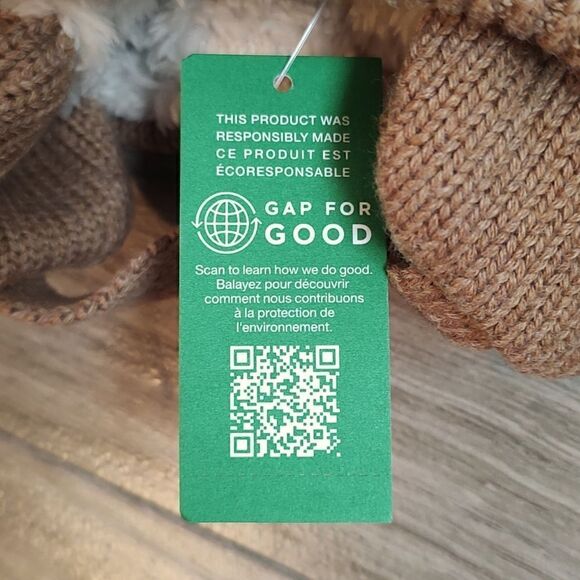 THIS PRODUCT WAS
RESPONSIBLY MADE
CE PRODUIT EST
ÉCORESPONSABLE
GAP FOR
GOOD
Scan to learn how we do good.
Balayez pour découvrir
comment nous contribuons
à la protection de
l'environnement.